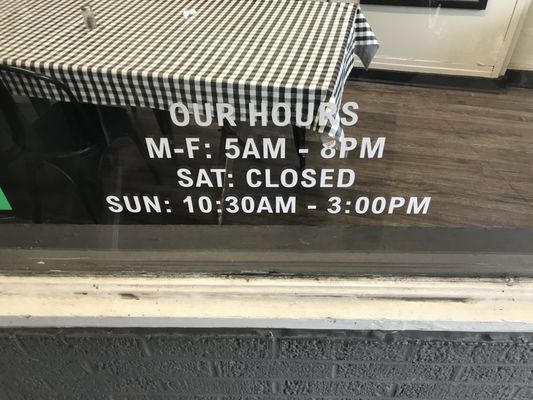 OUR HOURS
M-F: 5AM - 8PM
SAT: CLOSED
SUN: 10:30AM - 3:00PM